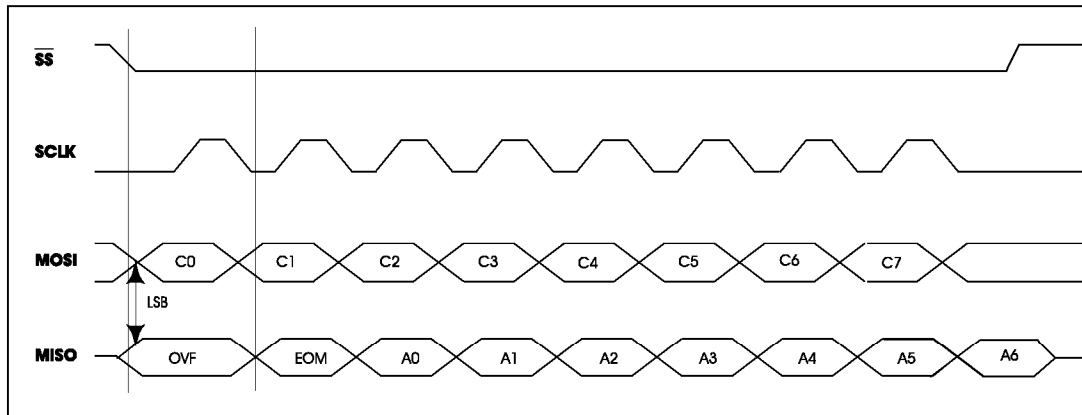 SS
SCLK
MOSI C0 C1 C2 C3 C4 C5 C6 C7
LSB
MISO OVF EOM A0 A1 A2 A3 A4 A5 A6